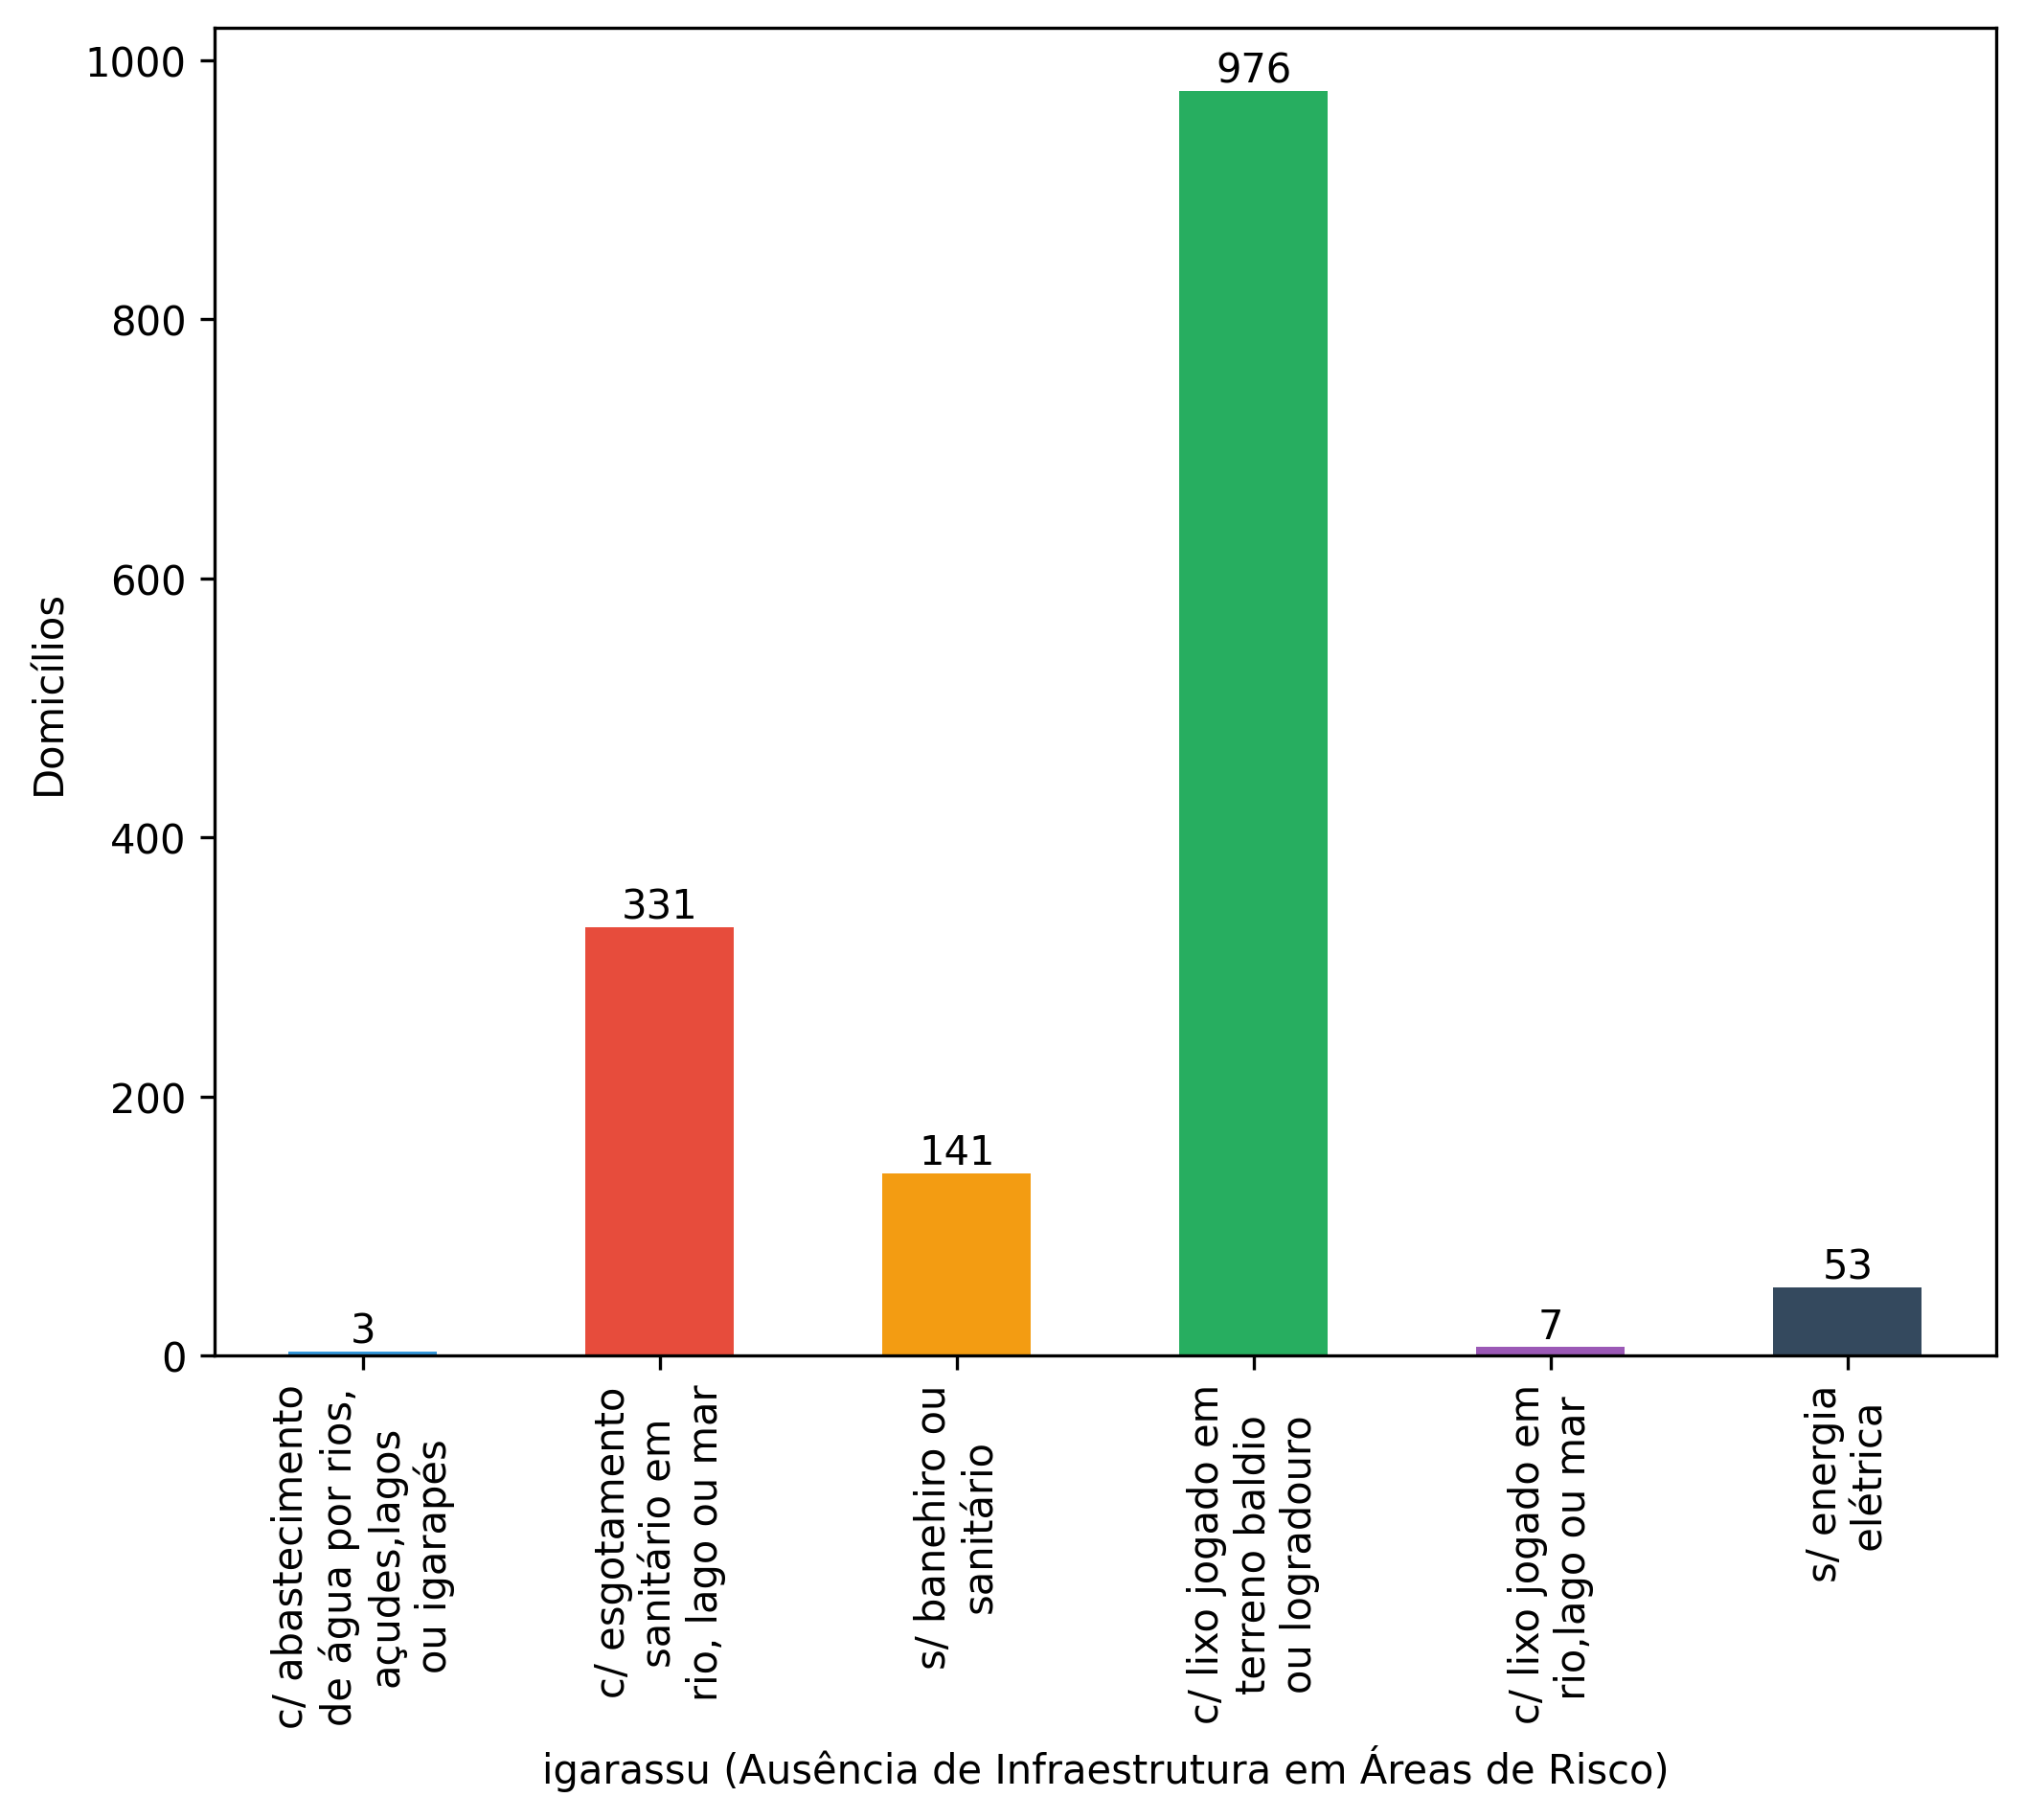 1000
800
600
400
200
0
Domicílios
3
331
141
976
7
53
c/ abastecimento
de água por rios,
açudes,lagos
ou igarapés
c/ esgotamento
sanitário em
rio, lago ou mar
s/ banehiro ou
sanitário
c/ lixo jogado em
terreno baldio
ou logradouro
c/ lixo jogado em
rio,lago ou mar
s/ energia
elétrica
igarassu (Ausência de Infraestrutura em Áreas de Risco)